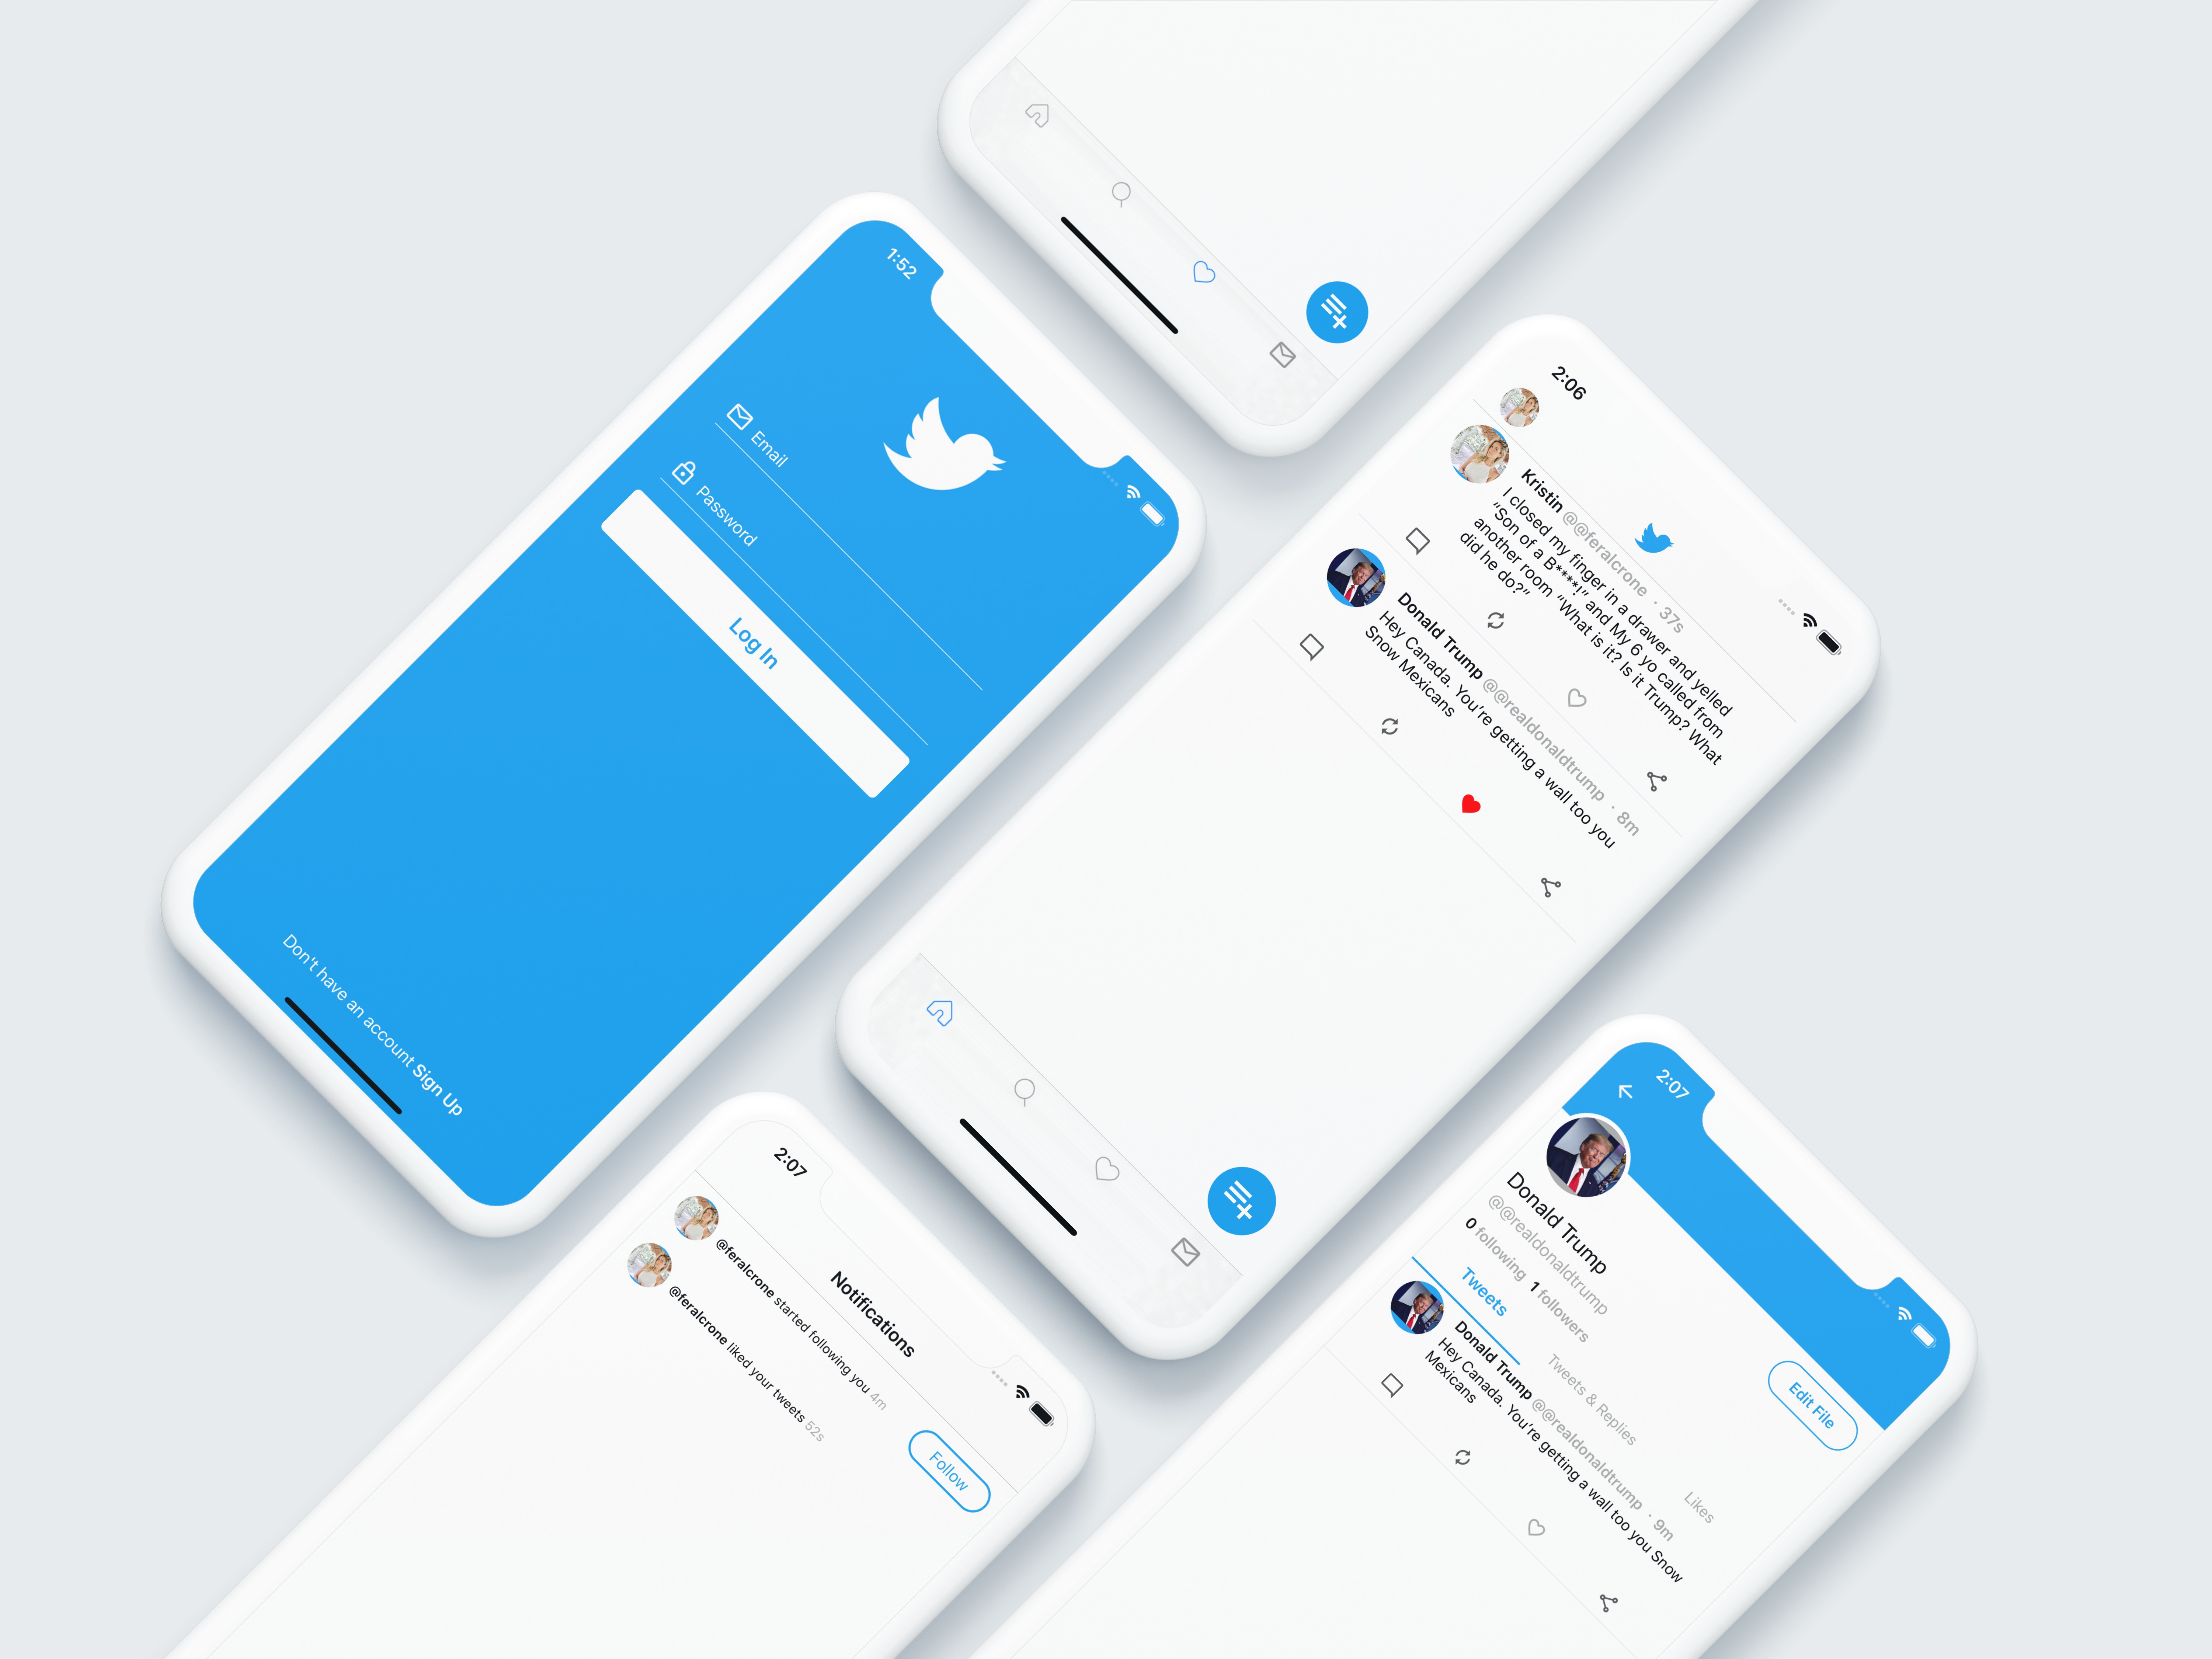 1:52
Email
Password
Log In
Don't have an account Sign Up
2:06
Kristin @@feralcrone · 37s
I closed my finger in a drawer and yelled
"Son of a B****!" and My 6 yo called from
another room "What is it? Is it Trump? What
did he do?"
Donald Trump @@realdonaldtrump · 8m
Hey Canada. You're getting a wall too you
Snow Mexicans
2:07
Notifications
@feralcrone started following you 4m
Follow
@feralcrone liked your tweets 52s
2:07
Edit File
Donald Trump
@@realdonaldtrump
0 following 1 followers
Tweets
Tweets & Replies
Likes
Donald Trump @@realdonaldtrump · 9m
Hey Canada. You're getting a wall too you Snow
Mexicans